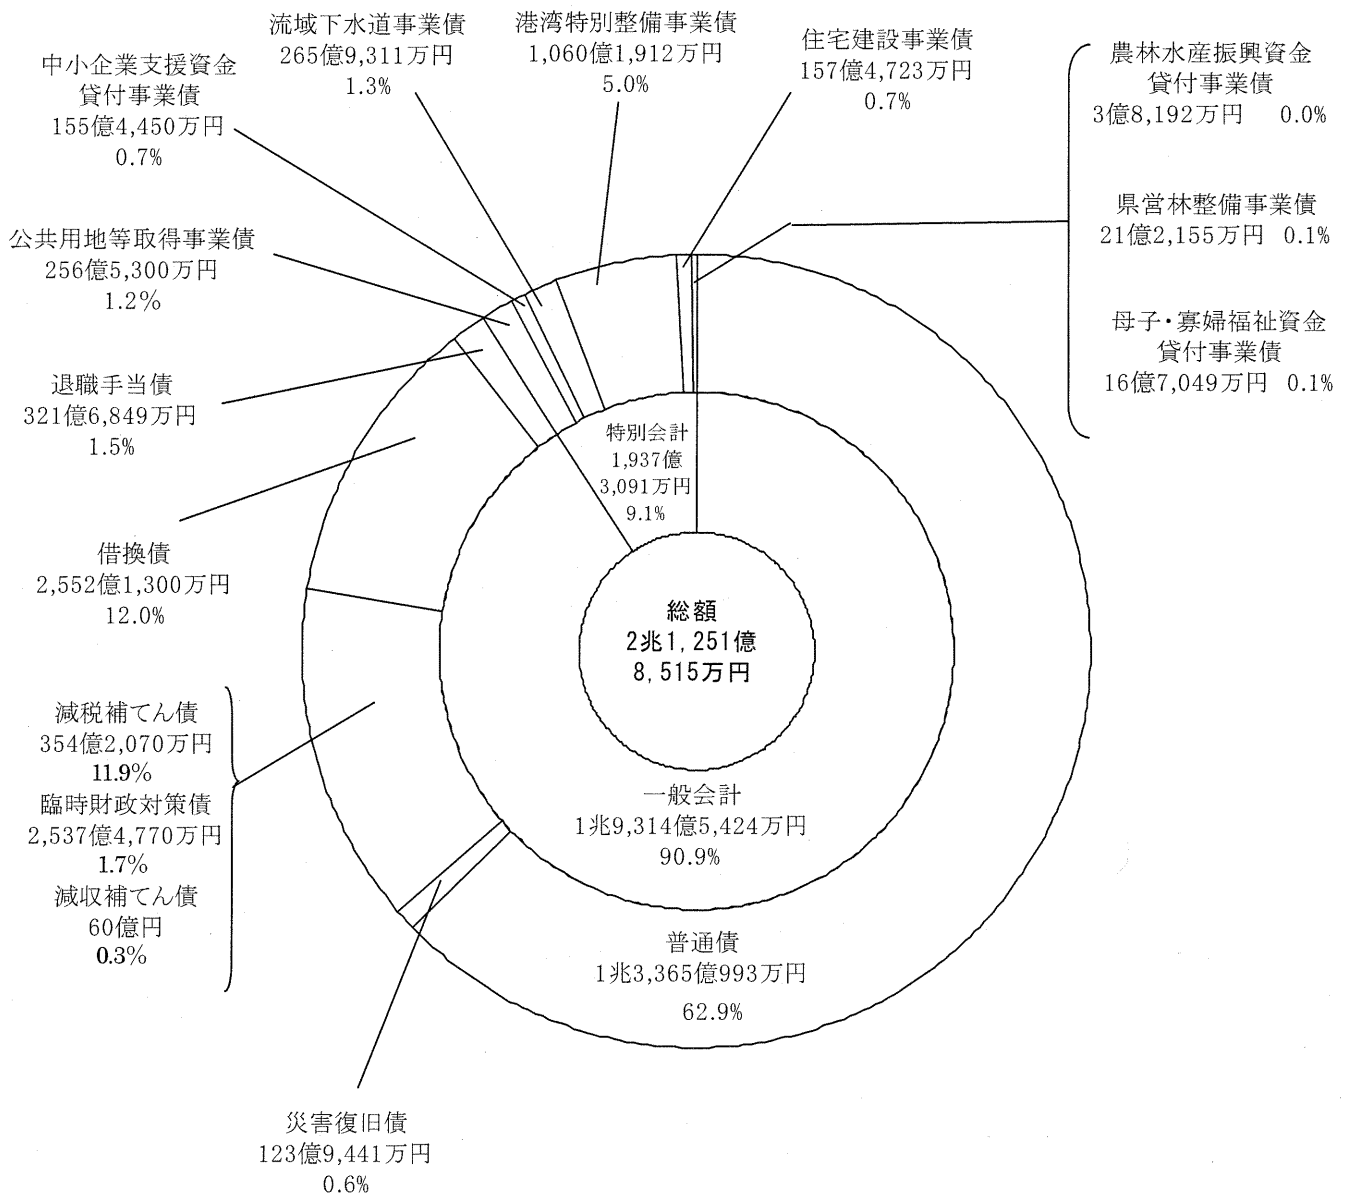 流域下水道事業債
265億9,311万円
1.3%
港湾特別整備事業債
1,060億1,912万円
5.0%
住宅建設事業債
157億4,723万円
0.7%
農林水産振興資金
貸付事業債
3億8,192万円 0.0%
県営林整備事業債
21億2,155万円 0.1%
母子・寡婦福祉資金
貸付事業債
16億7,049万円 0.1%
中小企業支援資金
貸付事業債
155億4,450万円
0.7%
公共用地等取得事業債
256億5,300万円
1.2%
退職手当債
321億6,849万円
1.5%
借換債
2,552億1,300万円
12.0%
特別会計
1,937億
3,091万円
9.1%
総額
2兆1,251億
8,515万円
減税補てん債
354億2,070万円
11.9%
臨時財政対策債
2,537億4,770万円
1.7%
減収補てん債
60億円
0.3%
一般会計
1兆9,314億5,424万円
90.9%
普通債
1兆3,365億993万円
62.9%
災害復旧債
123億9,441万円
0.6%